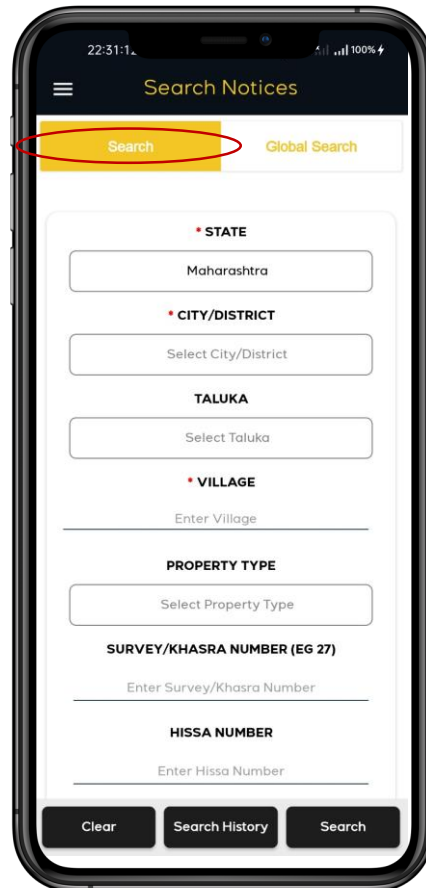 22:31:1
100%
Search Notices
Search Global Search
* STATE
Maharashtra
* CITY/DISTRICT
Select City/District
TALUKA
Select Taluka
* VILLAGE
Enter Village
PROPERTY TYPE
Select Property Type
SURVEY/KHASRA NUMBER (EG 27)
Enter Survey/Khasra Number
HISSA NUMBER
Enter Hissa Number
Clear Search History Search